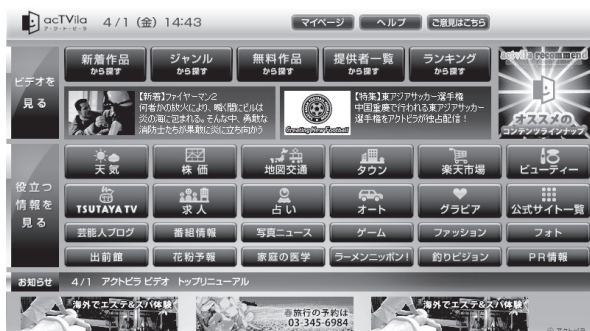 acTVila
アクトビラ
4/1 (金) 14:43
マイページ
ヘルプ
ご意見はこちら
ビデオを
見る
新着作品
から探す
ジャンル
から探す
無料作品
から探す
提供者一覧
から探す
ランキング
から探す
actvila recommend
オススメの
コンテンツラインナップ
【新着】ファイヤーマン2
何者かの放火により、瞬く間にビルは
炎の海に包まれる。そんな中、勇敢な
消防士たちが果敢に炎に立ち向かう
Creating New Football
【特集】東アジアサッカー選手権
中国重慶で行われる東アジアサッカー
選手権をアクトビラが独占配信!
役立つ
情報を
見る
天気
株価
地図交通
タウン
楽天市場
ビューティー
TSUTAYA TV
求人
占い
オート
グラビア
公式サイト一覧
芸能人ブログ
番組情報
写真ニュース
ゲーム
ファッション
フォト
出前館
花粉予報
家庭の医学
ラーメンニッポン!
釣りビジョン
PR情報
お知らせ
4/1 アクトビラ ビデオ トップリニューアル
海外でエステ&スパ体験
春旅行の予約は
03-345-6984
海外でエステ&スパ体験
© アクトビラ